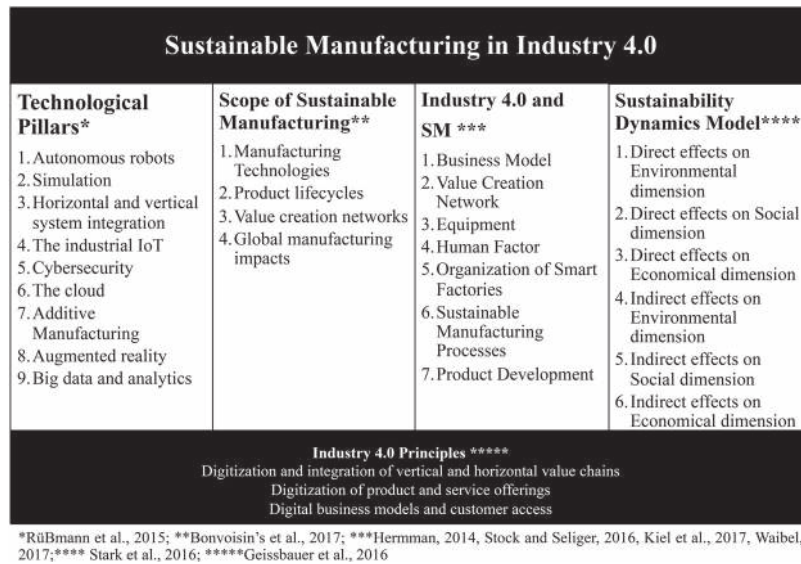 Sustainable Manufacturing in Industry 4.0
Technological
Pillars*
1. Autonomous robots
2. Simulation
3. Horizontal and vertical
system integration
4. The industrial IoT
5. Cybersecurity
6. The cloud
7. Additive
Manufacturing
8. Augmented reality
9. Big data and analytics
Scope of Sustainable
Manufacturing**
1. Manufacturing
Technologies
2. Product lifecycles
3. Value creation networks
4. Global manufacturing
impacts
Industry 4.0 and
SM ***
1. Business Model
2. Value Creation
Network
3. Equipment
4. Human Factor
5. Organization of Smart
Factories
6. Sustainable
Manufacturing
Processes
7. Product Development
Sustainability
Dynamics Model****
1. Direct effects on
Environmental
dimension
2. Direct effects on Social
dimension
3. Direct effects on
Economical dimension
4. Indirect effects on
Environmental
dimension
5. Indirect effects on
Social dimension
6. Indirect effects on
Economical dimension
Industry 4.0 Principles *****
Digitization and integration of vertical and horizontal value chains
Digitization of product and service offerings
Digital business models and customer access
*RüBmann et al., 2015; **Bonvoisin's et al., 2017; ***Hermman, 2014, Stock and Seliger, 2016, Kiel et al., 2017, Waibel,
2017;**** Stark et al., 2016; *****Geissbauer et al., 2016